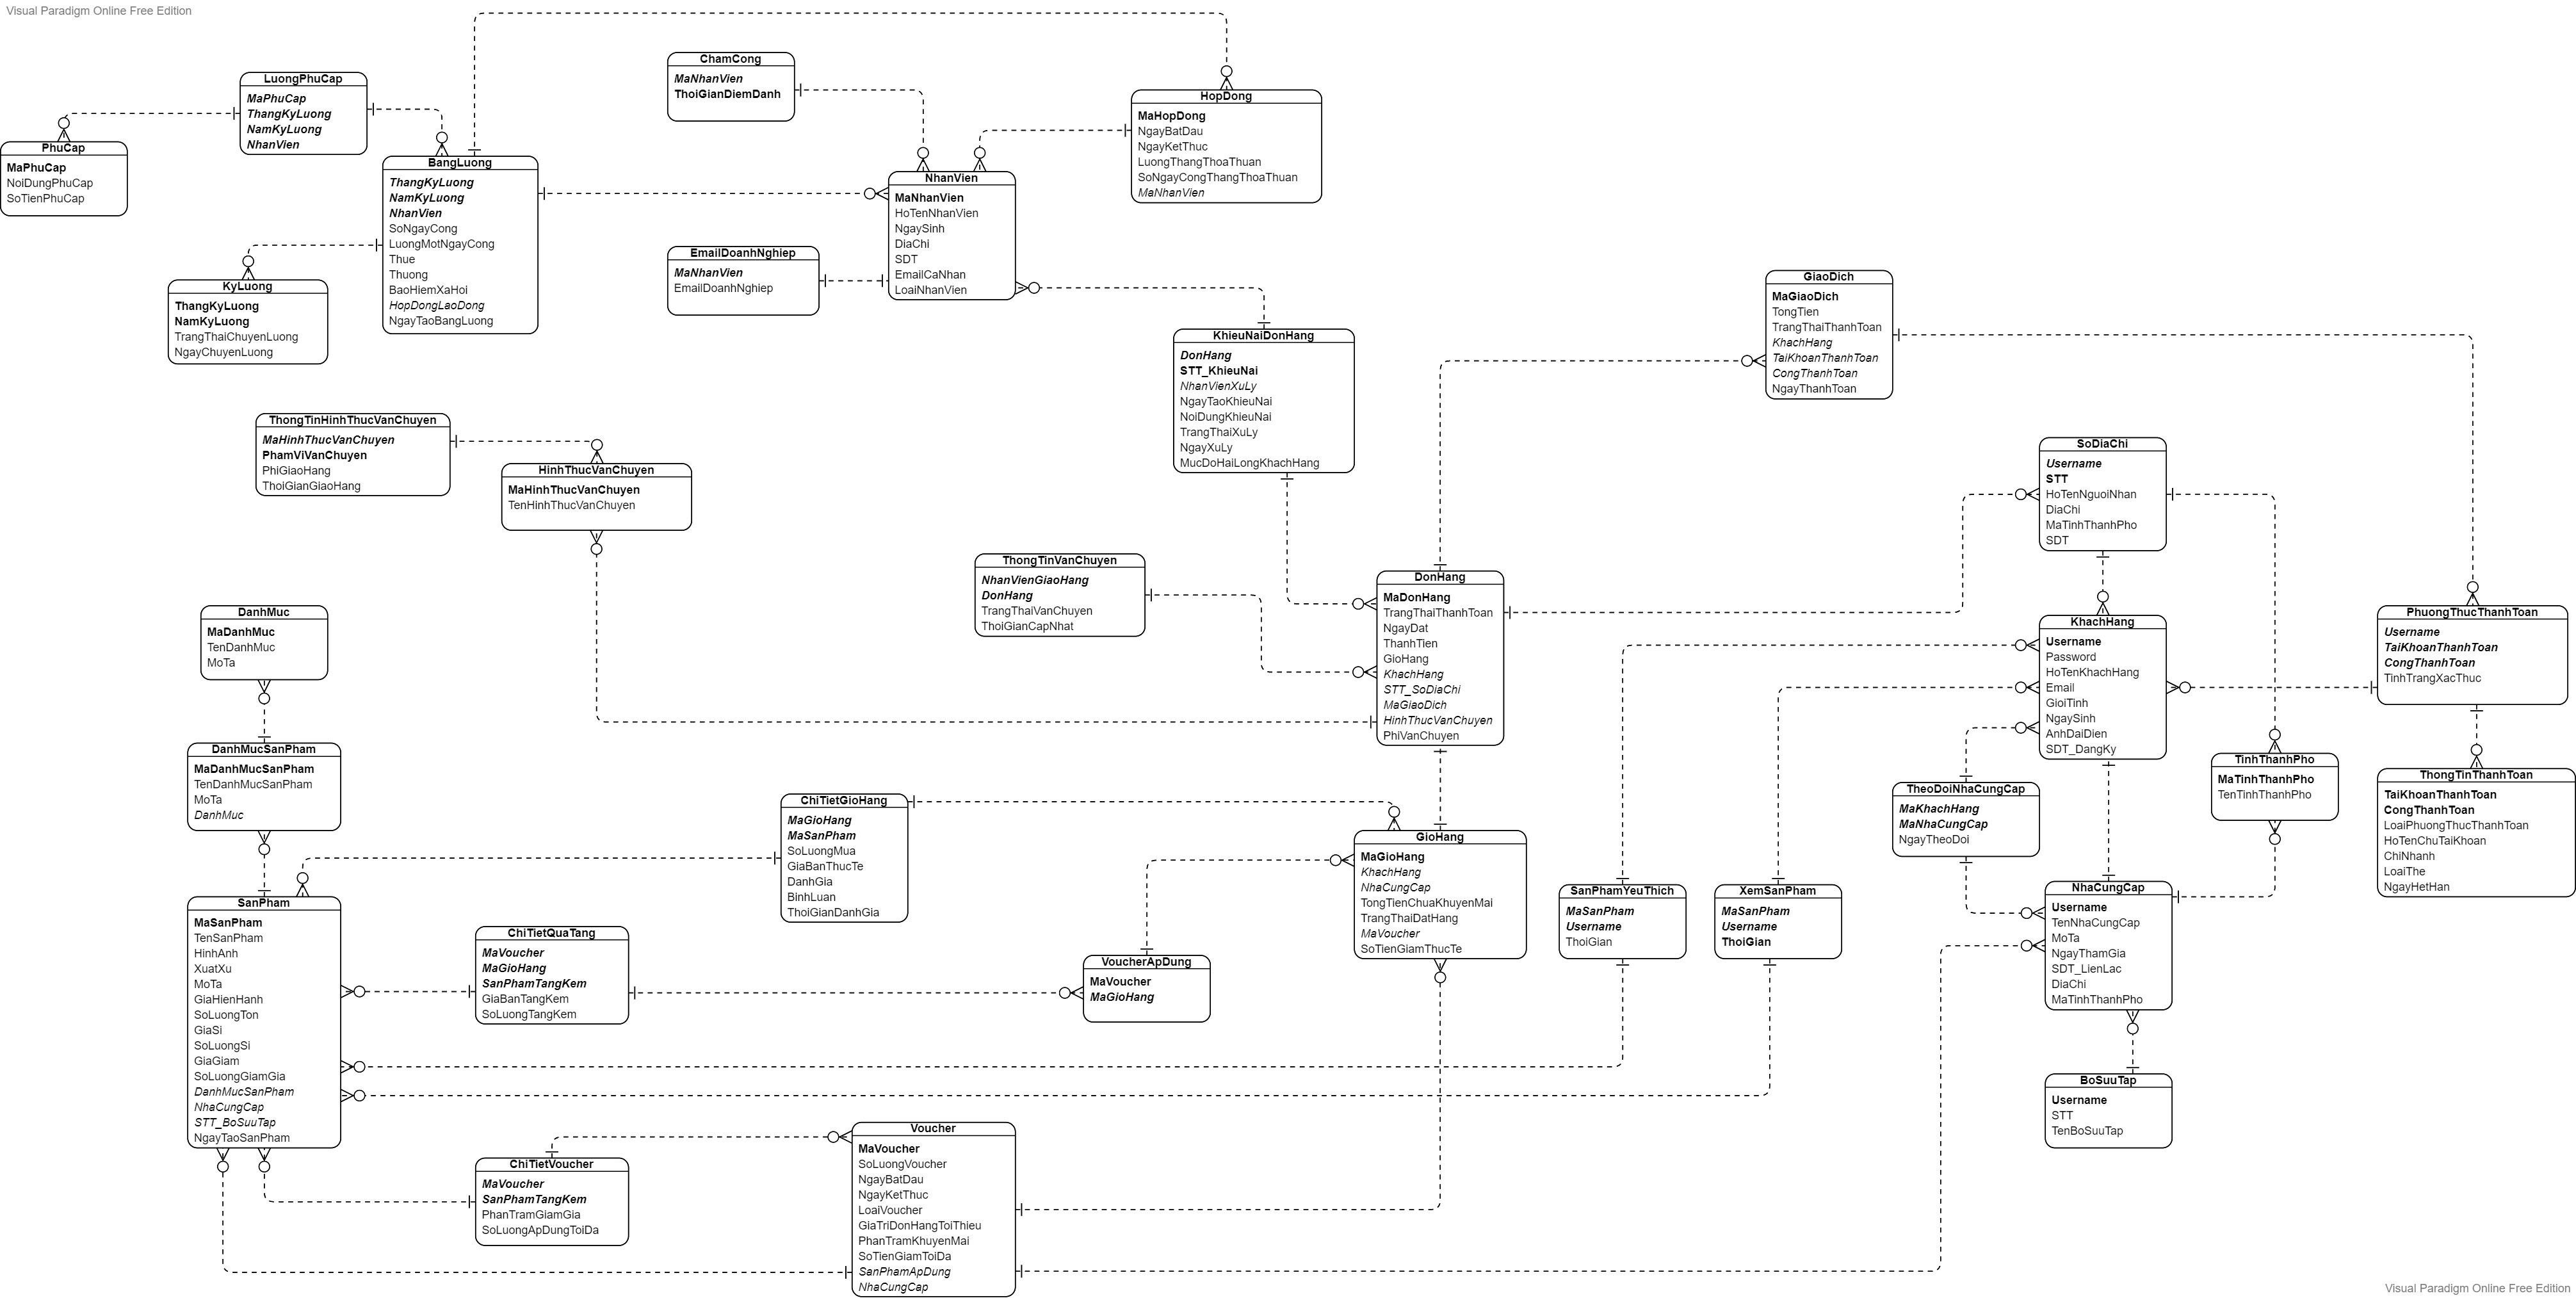 Visual Paradigm Online Free Edition
LuongPhuCap
MaPhuCap
ThangKyLuong
NamKyLuong
NhanVien
PhuCap
MaPhuCap
NoiDungPhuCap
SoTienPhuCap
BangLuong
ThangKyLuong
NamKyLuong
NhanVien
SoNgayCong
LuongMotNgayCong
Thue
Thuong
BaoHiemXaHoi
HopDongLaoDong
NgayTaoBangLuong
KyLuong
ThangKyLuong
NamKyLuong
TrangThaiChuyenLuong
NgayChuyenLuong
ChamCong
MaNhanVien
ThoiGianDiemDanh
HopDong
MaHopDong
NgayBatDau
NgayKetThuc
LuongThangThoaThuan
SoNgayCongThangThoaThuan
MaNhanVien
NhanVien
MaNhanVien
HoTenNhanVien
NgaySinh
DiaChi
SDT
EmailCaNhan
LoaiNhanVien
EmailDoanhNghiep
MaNhanVien
EmailDoanhNghiep
KhieuNaiDonHang
DonHang
STT_KhieuNai
NhanVienXuLy
NgayTaoKhieuNai
NoiDungKhieuNai
TrangThaiXuLy
NgayXuLy
MucDoHaiLongKhachHang
GiaoDich
MaGiaoDich
TongTien
TrangThaiThanhToan
KhachHang
TaiKhoanThanhToan
CongThanhToan
NgayThanhToan
ThongTinHinhThucVanChuyen
MaHinhThucVanChuyen
PhamViVanChuyen
PhiGiaoHang
ThoiGianGiaoHang
HinhThucVanChuyen
MaHinhThucVanChuyen
TenHinhThucVanChuyen
SoDiaChi
Username
STT
HoTenNguoiNhan
DiaChi
MaTinhThanhPho
SDT
ThongTinVanChuyen
NhanVienGiaoHang
DonHang
TrangThaiVanChuyen
ThoiGianCapNhat
DonHang
MaDonHang
TrangThaiThanhToan
NgayDat
ThanhTien
GioHang
KhachHang
STT_SoDiaChi
MaGiaoDich
HinhThucVanChuyen
PhiVanChuyen
KhachHang
Username
Password
HoTenKhachHang
Email
GioiTinh
NgaySinh
AnhDaiDien
SDT_DangKy
PhuongThucThanhToan
Username
TaiKhoanThanhToan
CongThanhToan
TinhTrangXacThuc
DanhMuc
MaDanhMuc
TenDanhMuc
MoTa
DanhMucSanPham
MaDanhMucSanPham
TenDanhMucSanPham
MoTa
DanhMuc
TinhThanhPho
MaTinhThanhPho
TenTinhThanhPho
ThongTinThanhToan
TaiKhoanThanhToan
CongThanhToan
LoaiPhuongThucThanhToan
HoTenChuTaiKhoan
ChiNhanh
LoaiThe
NgayHetHan
TheoDoiNhaCungCap
MaKhachHang
MaNhaCungCap
NgayTheoDoi
ChiTietGioHang
MaGioHang
MaSanPham
SoLuongMua
GiaBanThucTe
DanhGia
BinhLuan
ThoiGianDanhGia
GioHang
MaGioHang
KhachHang
NhaCungCap
TongTienChuaKhuyenMai
TrangThaiDatHang
MaVoucher
SoTienGiamThucTe
SanPhamYeuThich
MaSanPham
Username
ThoiGian
XemSanPham
MaSanPham
Username
ThoiGian
NhaCungCap
Username
TenNhaCungCap
MoTa
NgayThamGia
SDT_LienLac
DiaChi
MaTinhThanhPho
SanPham
MaSanPham
TenSanPham
HinhAnh
XuatXu
MoTa
GiaHienHanh
SoLuongTon
GiaSi
SoLuongSi
GiaGiam
SoLuongGiamGia
DanhMucSanPham
NhaCungCap
STT_BoSuuTap
NgayTaoSanPham
ChiTietQuaTang
MaVoucher
MaGioHang
SanPhamTangKem
GiaBanTangKem
SoLuongTangKem
VoucherApDung
MaVoucher
MaGioHang
BoSuuTap
Username
STT
TenBoSuuTap
Voucher
MaVoucher
SoLuongVoucher
NgayBatDau
NgayKetThuc
LoaiVoucher
GiaTriDonHangToiThieu
PhanTramKhuyenMai
SoTienGiamToiDa
SanPhamApDung
NhaCungCap
ChiTietVoucher
MaVoucher
SanPhamTangKem
PhanTramGiamGia
SoLuongApDungToiDa
Visual Paradigm Online Free Edition